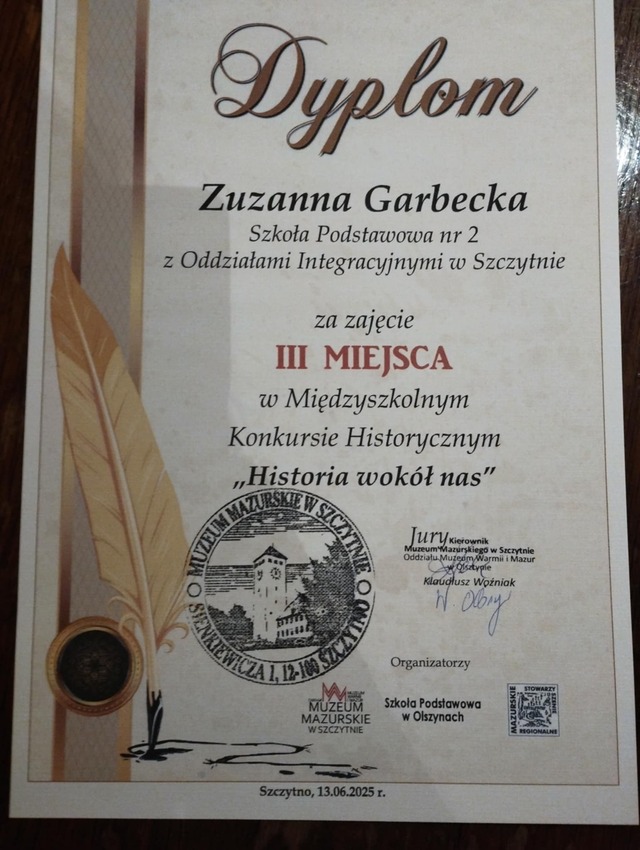 Dyplom
Zuzanna Garbecka
Szkoła Podstawowa nr 2
z Oddziałami Integracyjnymi w Szczytnie
za zajęcie
III MIEJSCA
w Międzyszkolnym
Konkursie Historycznym
„Historia wokół nas”
MUZEUM MAZURSKIE W SZCZYTNIE
SIENKIEWICZA 1, 12-100 SZCZYTNO
Jury
Kierownik
Muzeum Mazurskiego w Szczytnie
Oddziału Muzeum Warmii i Mazur
w Olsztynie
Klaudiusz Woźniak
Organizatorzy
MUZEUM
MAZURSKIE
W SZCZYTNIE
Szkoła Podstawowa
w Olszynach
MAZURSKIE
STOWARZY
SZENIE
REGIONALNE
Szczytno, 13.06.2025 r.